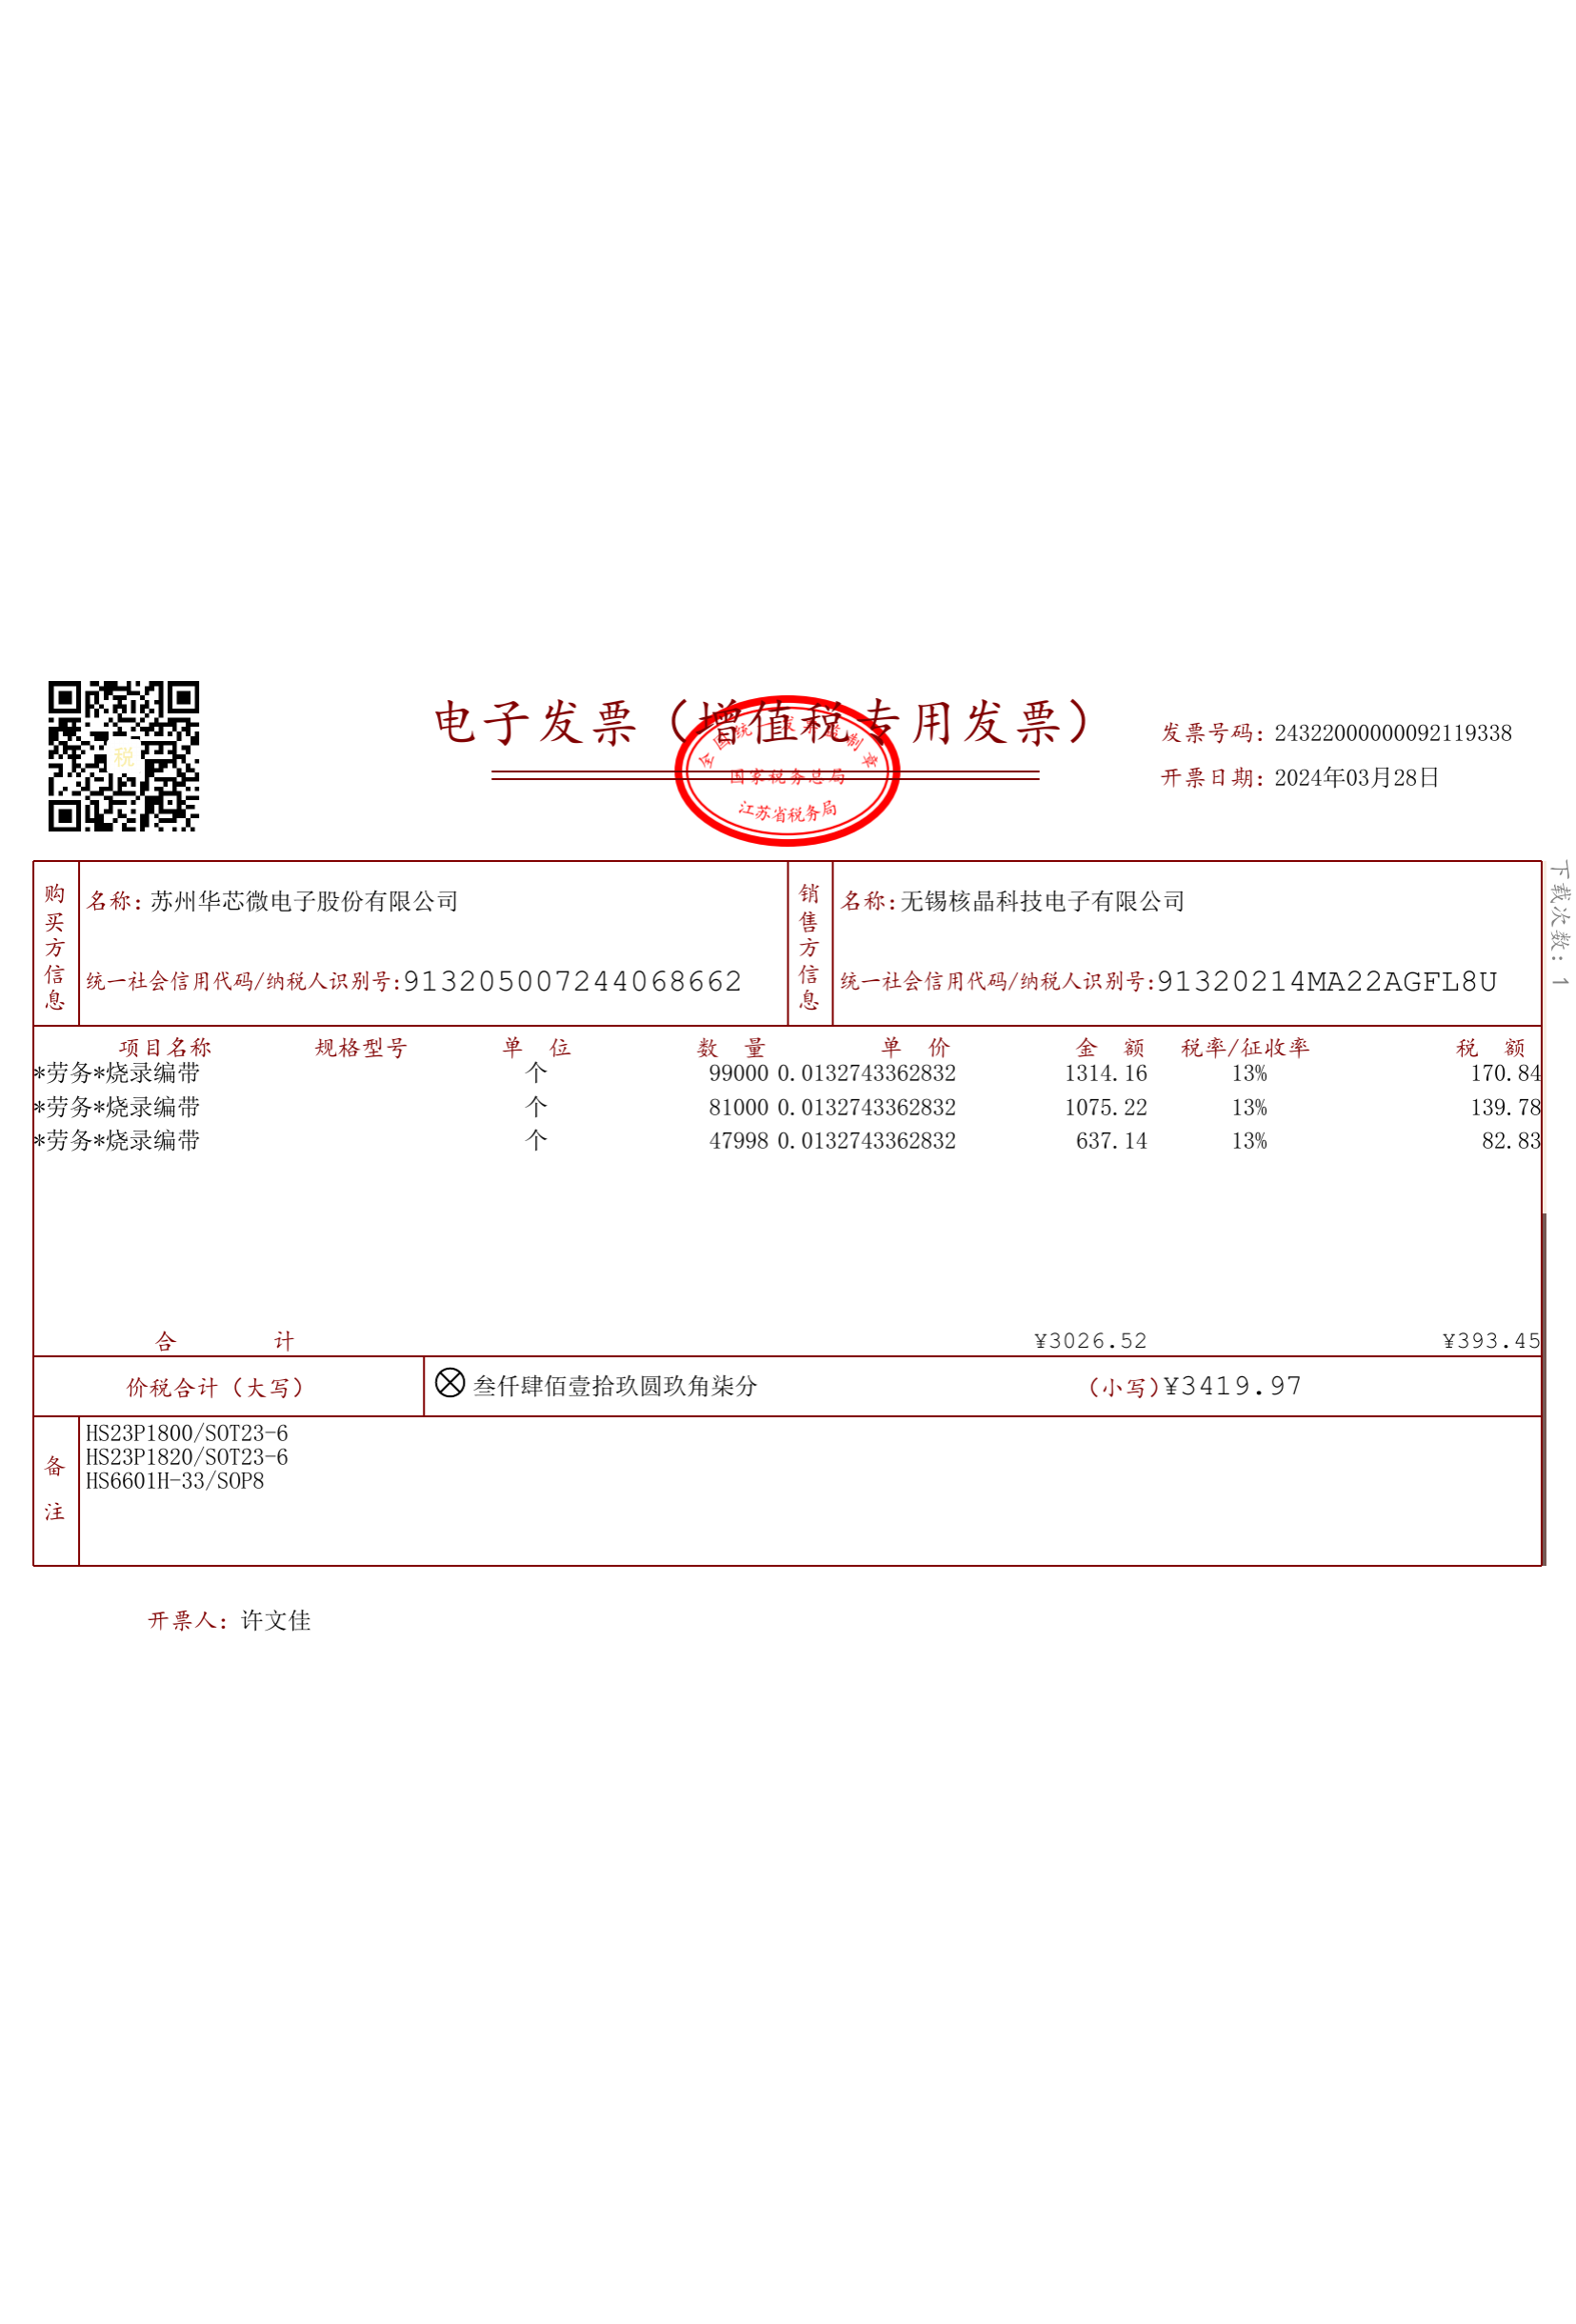 电子发票（增值税专用发票）
全国统一发票监制章
国家税务总局
江苏省税务局
税
发票号码：24322000000092119338
开票日期：2024年03月28日
下载次数：1
购买方信息
名称：苏州华芯微电子股份有限公司
统一社会信用代码/纳税人识别号：913205007244068662
销售方信息
名称：无锡核晶科技电子有限公司
统一社会信用代码/纳税人识别号：91320214MA22AGFL8U
项目名称 规格型号 单 位 数 量 单 价 金 额 税率/征收率 税 额
*劳务*烧录编带 个 99000 0.0132743362832 1314.16 13% 170.84
*劳务*烧录编带 个 81000 0.0132743362832 1075.22 13% 139.78
*劳务*烧录编带 个 47998 0.0132743362832 637.14 13% 82.83
合 计 ¥3026.52 ¥393.45
价税合计（大写） 叁仟肆佰壹拾玖圆玖角柒分 （小写）¥3419.97
备注
HS23P1800/SOT23-6
HS23P1820/SOT23-6
HS6601H-33/SOP8
开票人：许文佳